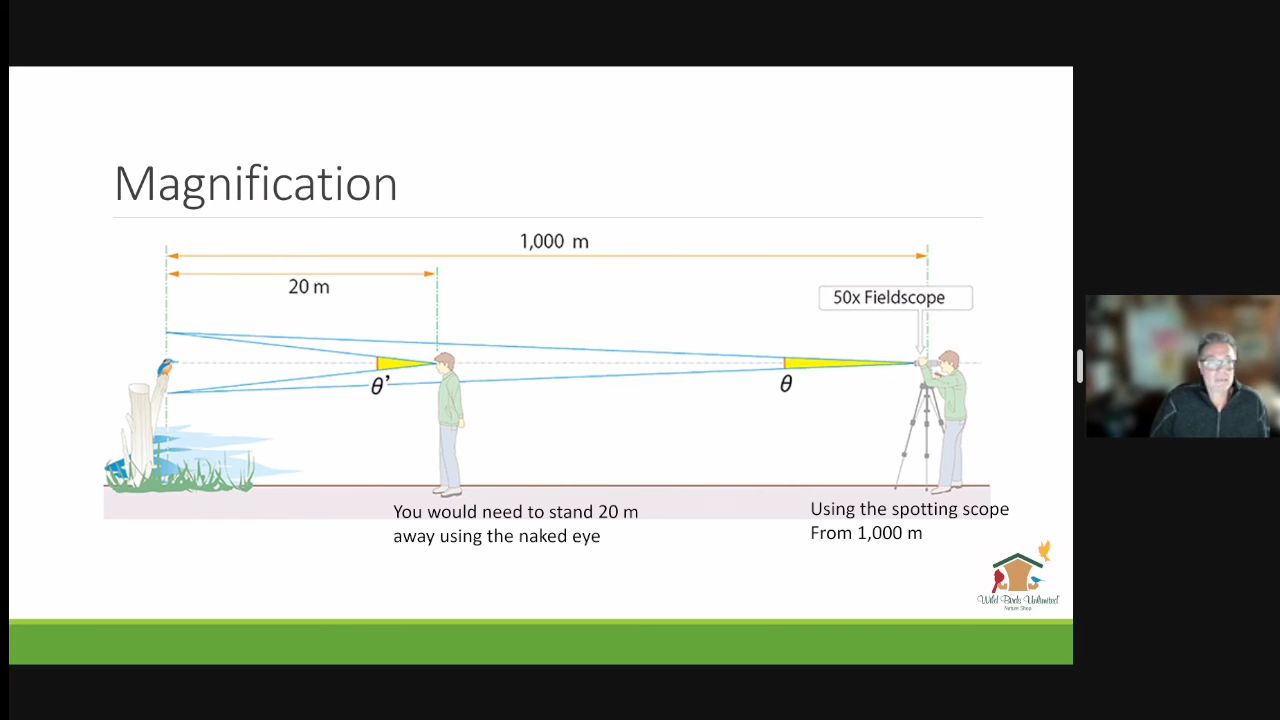 Magnification
1,000 m
20 m
50x Fieldscope
θ’
θ
You would need to stand 20 m
away using the naked eye
Using the spotting scope
From 1,000 m
Wild Birds Unlimited
Nature Shop